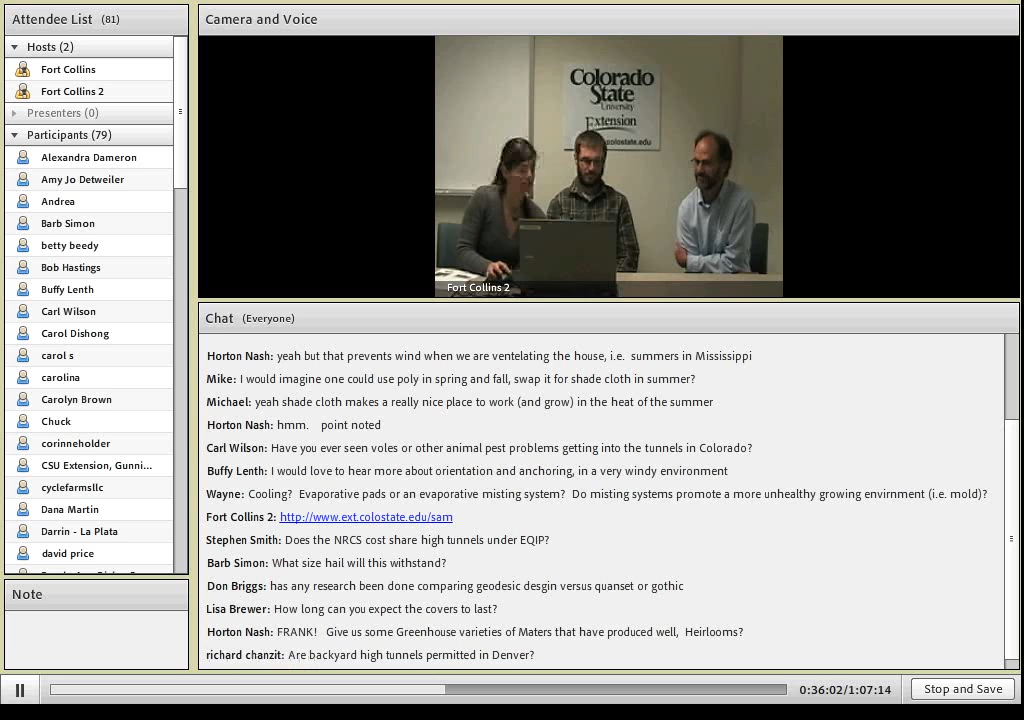 Attendee List (81)
Hosts (2)
Fort Collins
Fort Collins 2
Presenters (0)
Participants (79)
Alexandra Dameron
Amy Jo Detweiler
Andrea
Barb Simon
betty beedy
Bob Hastings
Buffy Lenth
Carl Wilson
Carol Dishong
carol s
carolina
Carolyn Brown
Chuck
corinneholder
CSU Extension, Gunni...
cyclefarmsllc
Dana Martin
Darrin - La Plata
david price
Note
Camera and Voice
Colorado
State
University
Extension
Fort Collins 2
Chat (Everyone)
Horton Nash: yeah but that prevents wind when we are ventelating the house, i.e. summers in Mississippi
Mike: I would imagine one could use poly in spring and fall, swap it for shade cloth in summer?
Michael: yeah shade cloth makes a really nice place to work (and grow) in the heat of the summer
Horton Nash: hmm. point noted
Carl Wilson: Have you ever seen voles or other animal pest problems getting into the tunnels in Colorado?
Buffy Lenth: I would love to hear more about orientation and anchoring, in a very windy environment
Wayne: Cooling? Evaporative pads or an evaporative misting system? Do misting systems promote a more unhealthy growing envirnment (i.e. mold)?
Fort Collins 2: http://www.ext.colostate.edu/sam
Stephen Smith: Does the NRCS cost share high tunnels under EQIP?
Barb Simon: What size hail will this withstand?
Don Briggs: has any research been done comparing geodesic desgin versus quanset or gothic
Lisa Brewer: How long can you expect the covers to last?
Horton Nash: FRANK! Give us some Greenhouse varieties of Maters that have produced well, Heirlooms?
richard chanzit: Are backyard high tunnels permitted in Denver?
0:36:02/1:07:14
Stop and Save